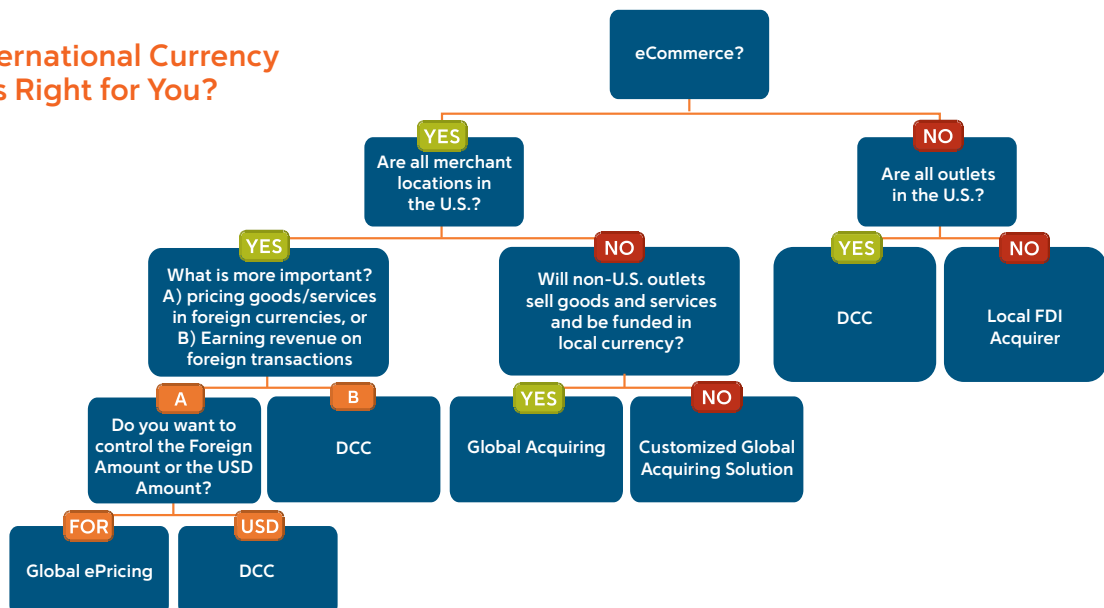 ernational Currency
s Right for You?
eCommerce?
YES
Are all merchant
locations in
the U.S.?
NO
Are all outlets
in the U.S.?
YES
What is more important?
A) pricing goods/services
in foreign currencies, or
B) Earning revenue on
foreign transactions
NO
Will non-U.S. outlets
sell goods and services
and be funded in
local currency?
YES
DCC
NO
Local FDI
Acquirer
A
Do you want to
control the Foreign
Amount or the USD
Amount?
B
DCC
YES
Global Acquiring
NO
Customized Global
Acquiring Solution
FOR
Global ePricing
USD
DCC